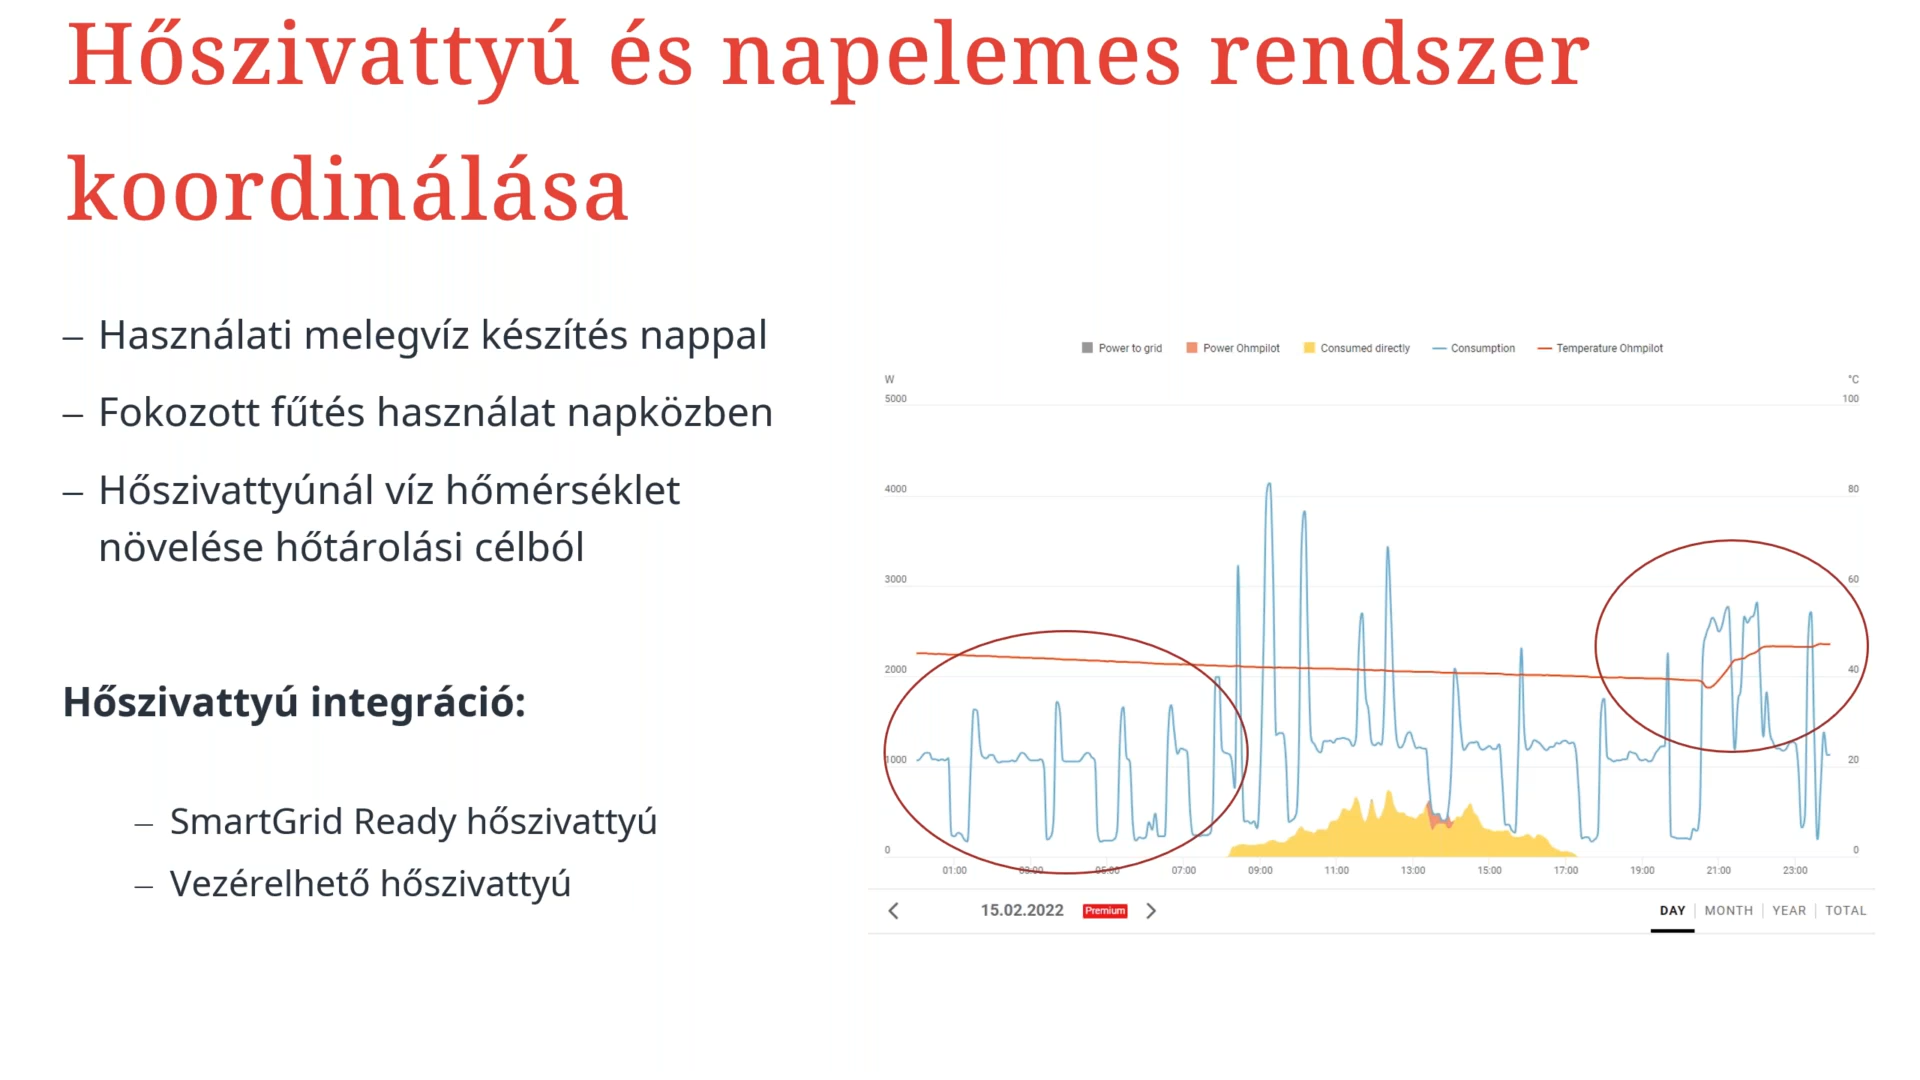 Hőszivattyú és napelemes rendszer
koordinálása
– Használati melegvíz készítés nappal
– Fokozott fűtés használat napközben
– Hőszivattyúnál víz hőmérséklet
növelése hőtárolási célból
Hőszivattyú integráció:
– SmartGrid Ready hőszivattyú
– Vezérelhető hőszivattyú
Power to grid Power Ohmpilot Consumed directly Consumption Temperature Ohmpilot
W °C
5000 100
4000 80
3000 60
2000 40
1000 20
0 0
01:00 03:00 05:00 07:00 09:00 11:00 13:00 15:00 17:00 19:00 21:00 23:00
15.02.2022 Premium DAY MONTH YEAR TOTAL